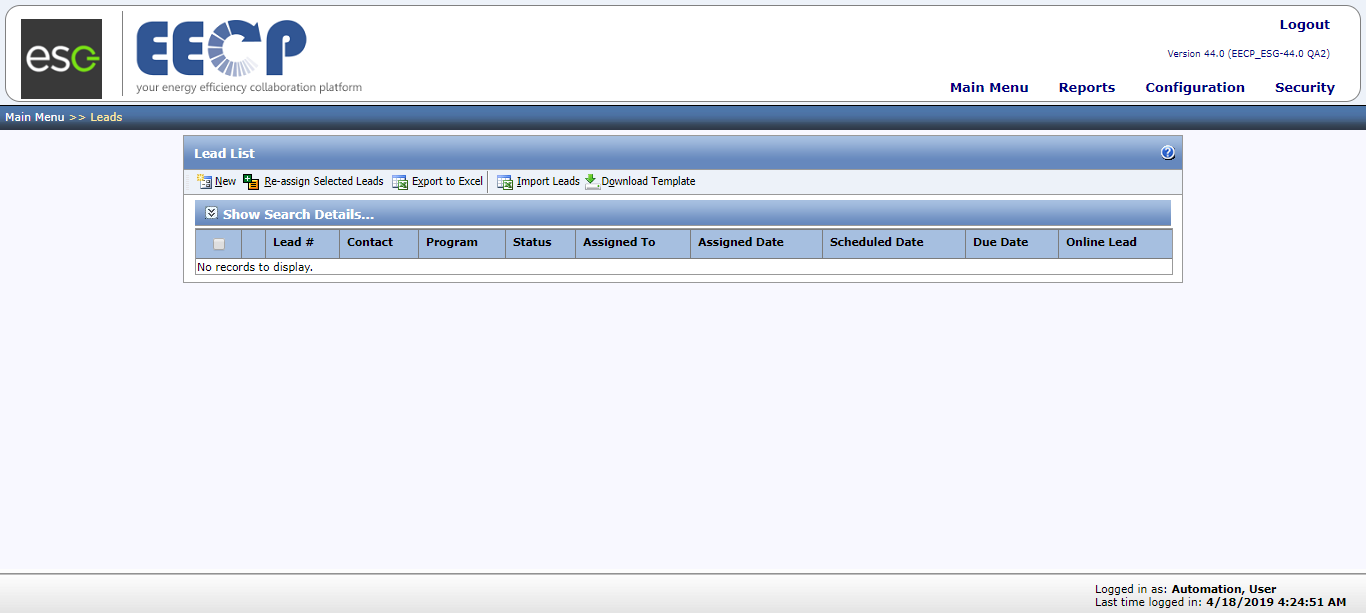 esg
EECP
your energy efficiency collaboration platform
Logout
Version 44.0 (EECP_ESG-44.0 QA2)
Main Menu Reports Configuration Security
Main Menu >> Leads
Lead List
New Re-assign Selected Leads Export to Excel Import Leads Download Template
Show Search Details...
Lead # Contact Program Status Assigned To Assigned Date Scheduled Date Due Date Online Lead
No records to display.
Logged in as: Automation, User
Last time logged in: 4/18/2019 4:24:51 AM